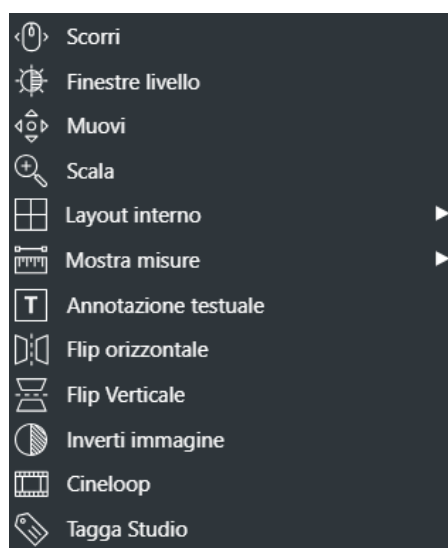 Scorri
Finestre livello
Muovi
Scala
Layout interno
Mostra misure
T Annotazione testuale
Flip orizzontale
Flip Verticale
Inverti immagine
Cineloop
Tagga Studio